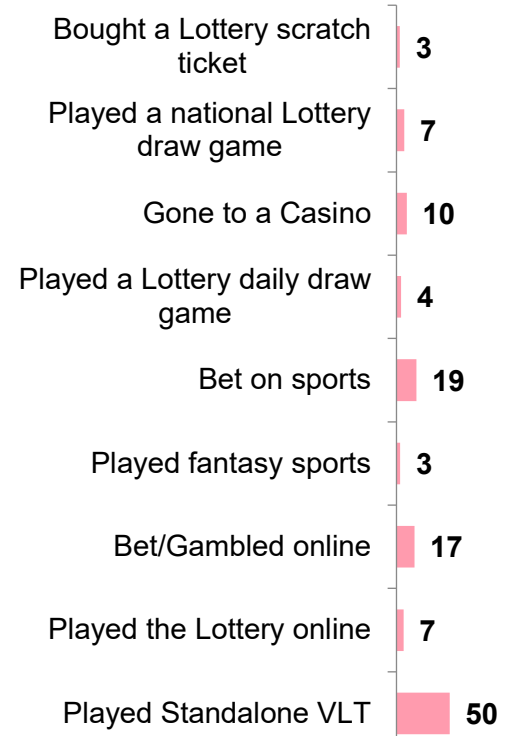 Bought a Lottery scratch
ticket
3
Played a national Lottery
draw game
7
Gone to a Casino
10
Played a Lottery daily draw
game
4
Bet on sports
19
Played fantasy sports
3
Bet/Gambled online
17
Played the Lottery online
7
Played Standalone VLT
50